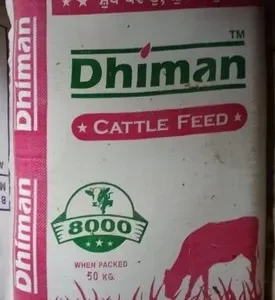 Dhiman
TM
Dhiman
★ CATTLE FEED ★
8000
WHEN PACKED
50 KG.
Dhiman